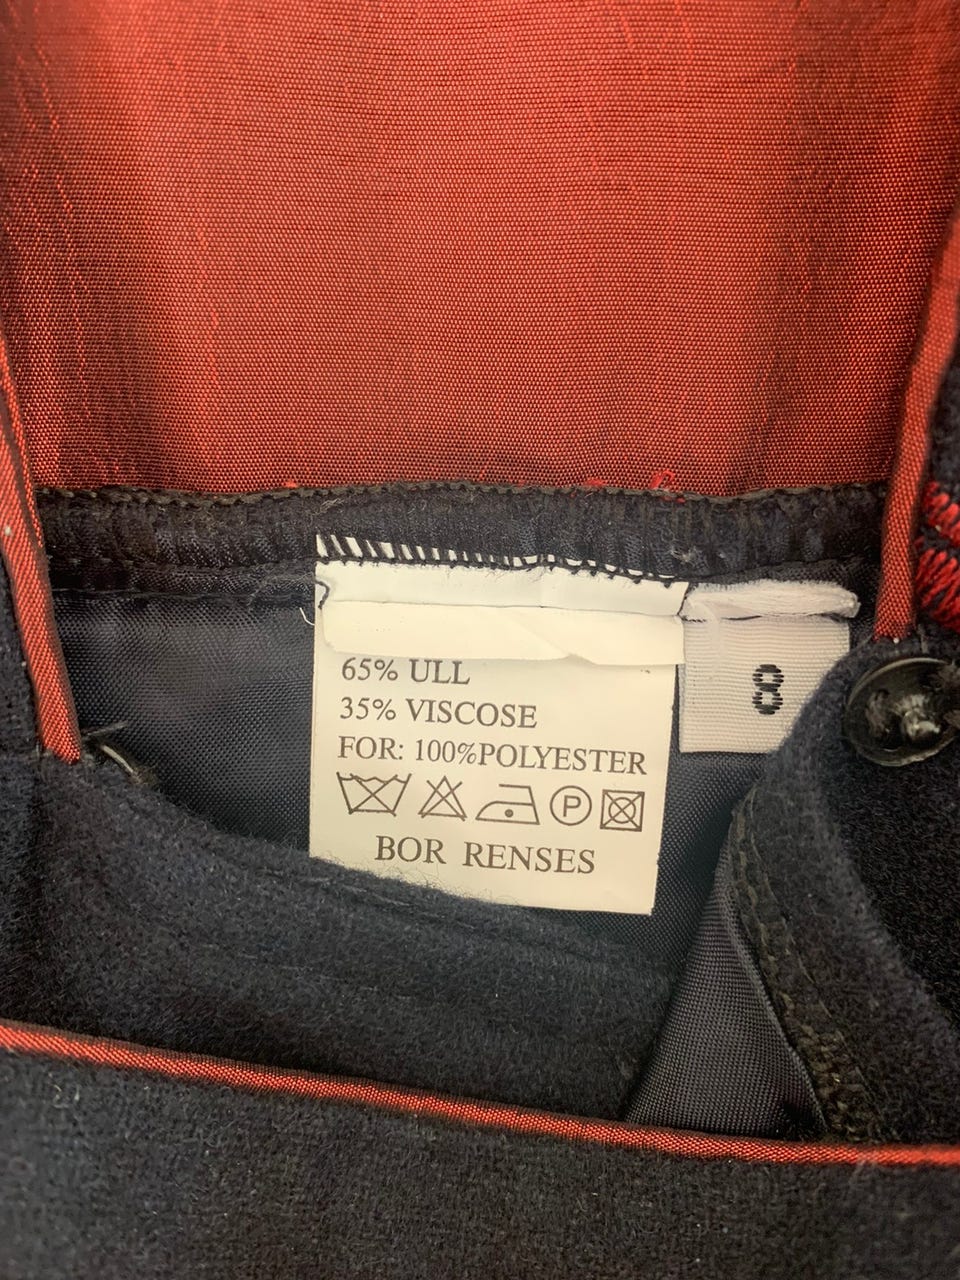 65% ULL
35% VISCOSE
FOR: 100%POLYESTER
P
BOR RENSES
8